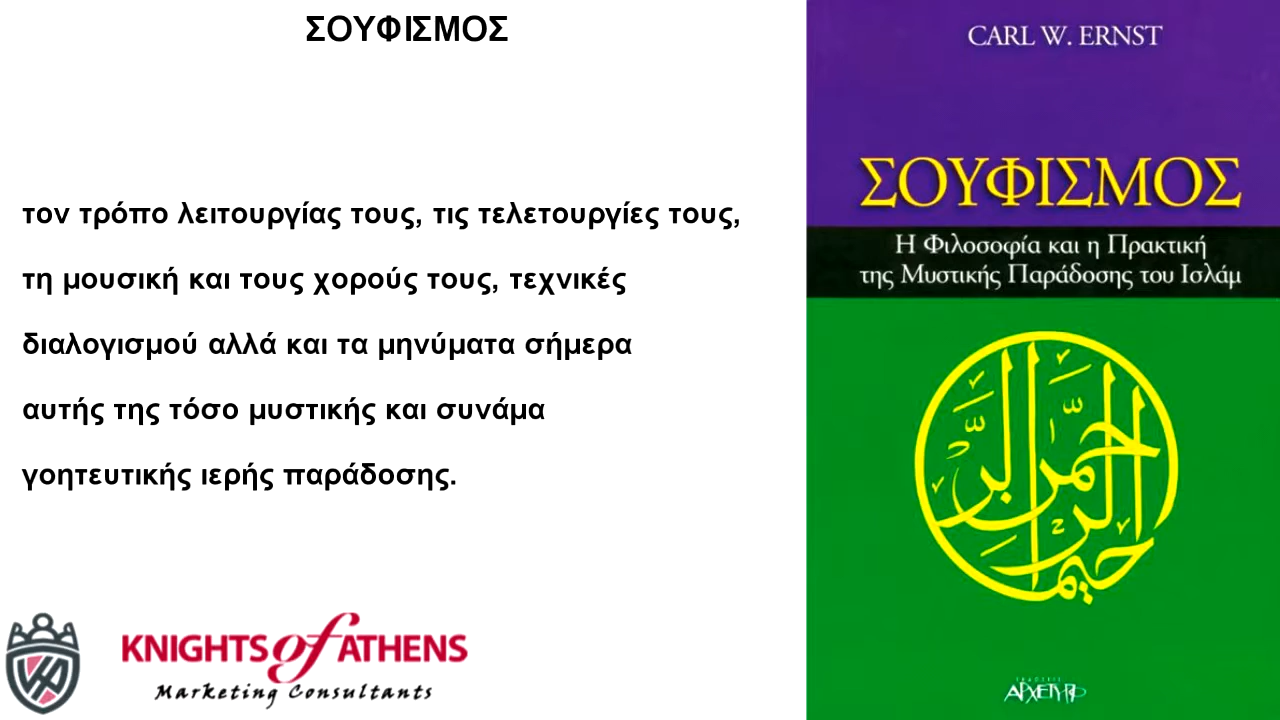 ΣΟΥΦΙΣΜΟΣ
τον τρόπο λειτουργίας τους, τις τελετουργίες τους,
τη μουσική και τους χορούς τους, τεχνικές
διαλογισμού αλλά και τα μηνύματα σήμερα
αυτής της τόσο μυστικής και συνάμα
γοητευτικής ιερής παράδοσης.
KNIGHTS of ATHENS
Marketing Consultants
CARL W. ERNST
ΣΟΥΦΙΣΜΟΣ
Η Φιλοσοφία και η Πρακτική
της Μυστικής Παράδοσης του Ισλάμ
ΕΚΔΟΣΕΙΣ
ΑΡΧΕΤΥΠΟ